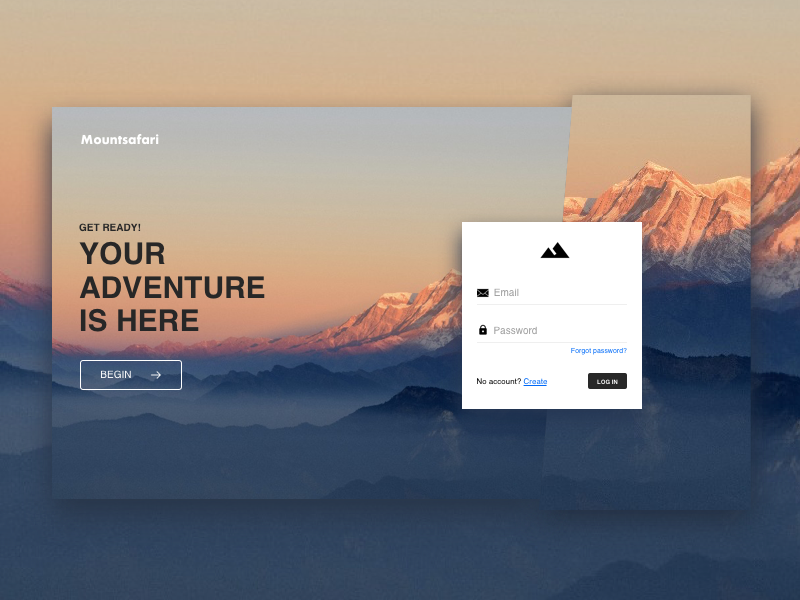 Mountsafari
GET READY!
YOUR
ADVENTURE
IS HERE
BEGIN
Email
Password
Forgot password?
No account? Create
LOG IN